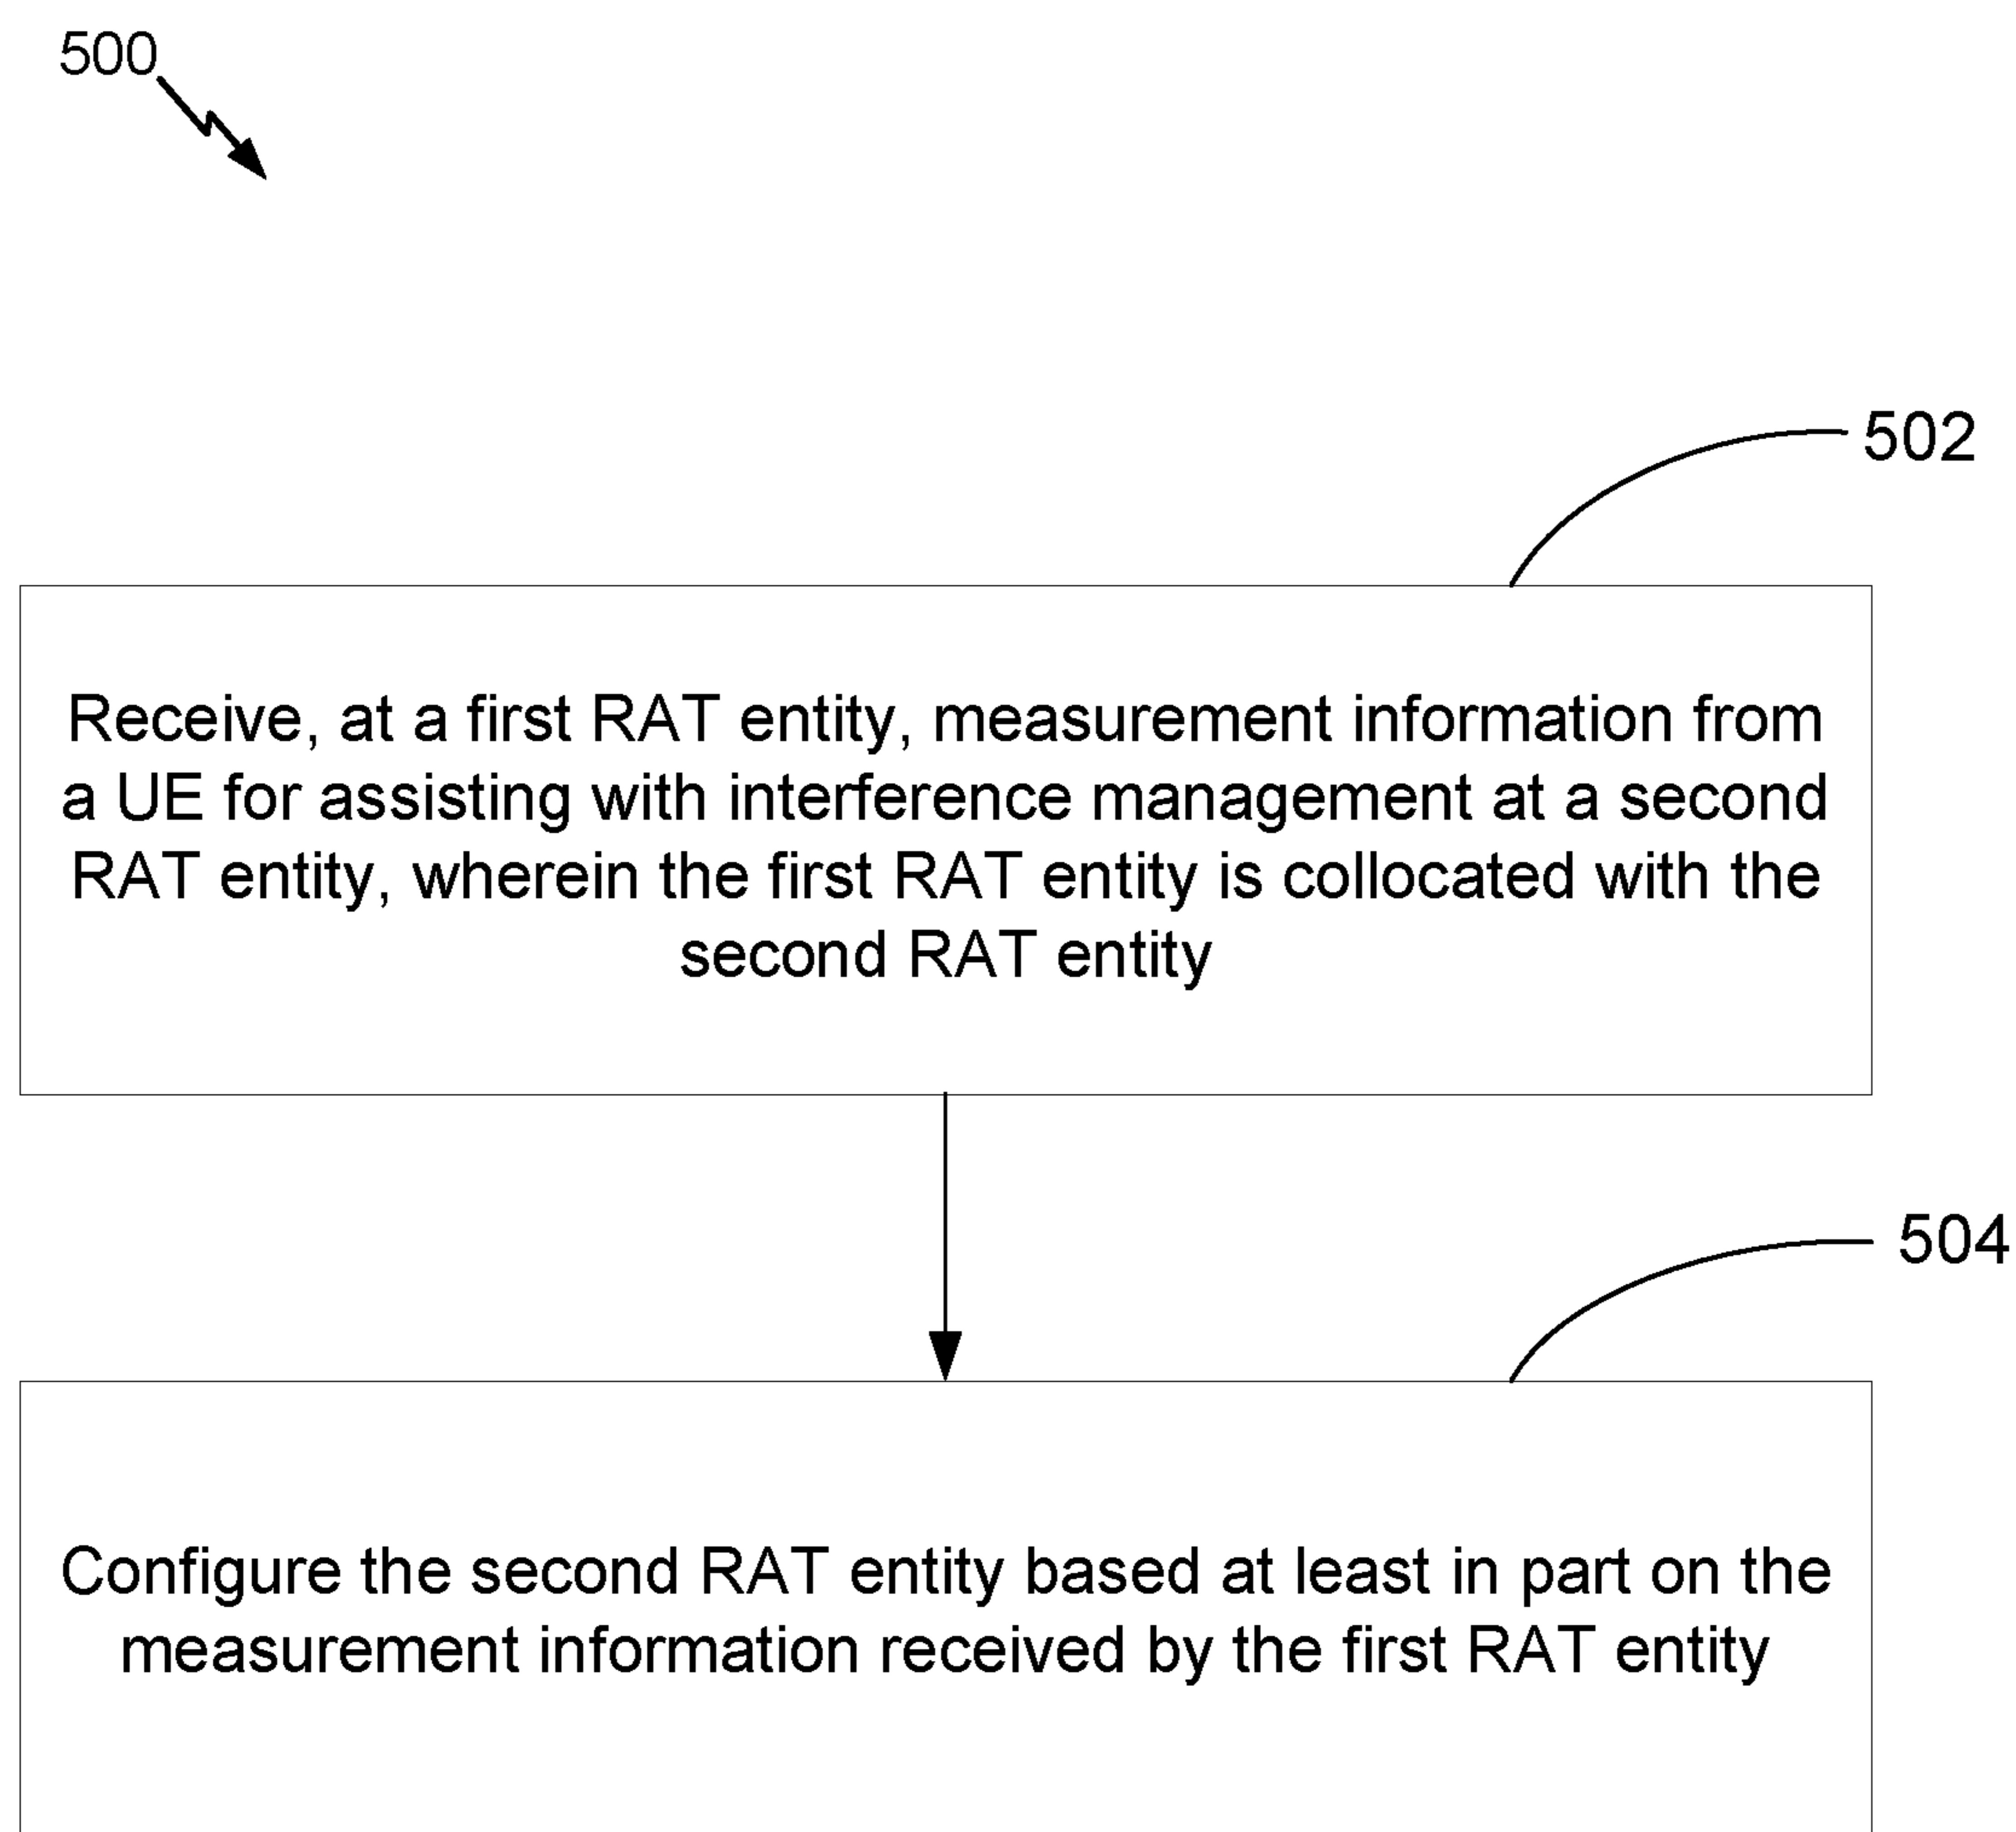 500
502
Receive, at a first RAT entity, measurement information from
a UE for assisting with interference management at a second
RAT entity, wherein the first RAT entity is collocated with the
second RAT entity
504
Configure the second RAT entity based at least in part on the
measurement information received by the first RAT entity